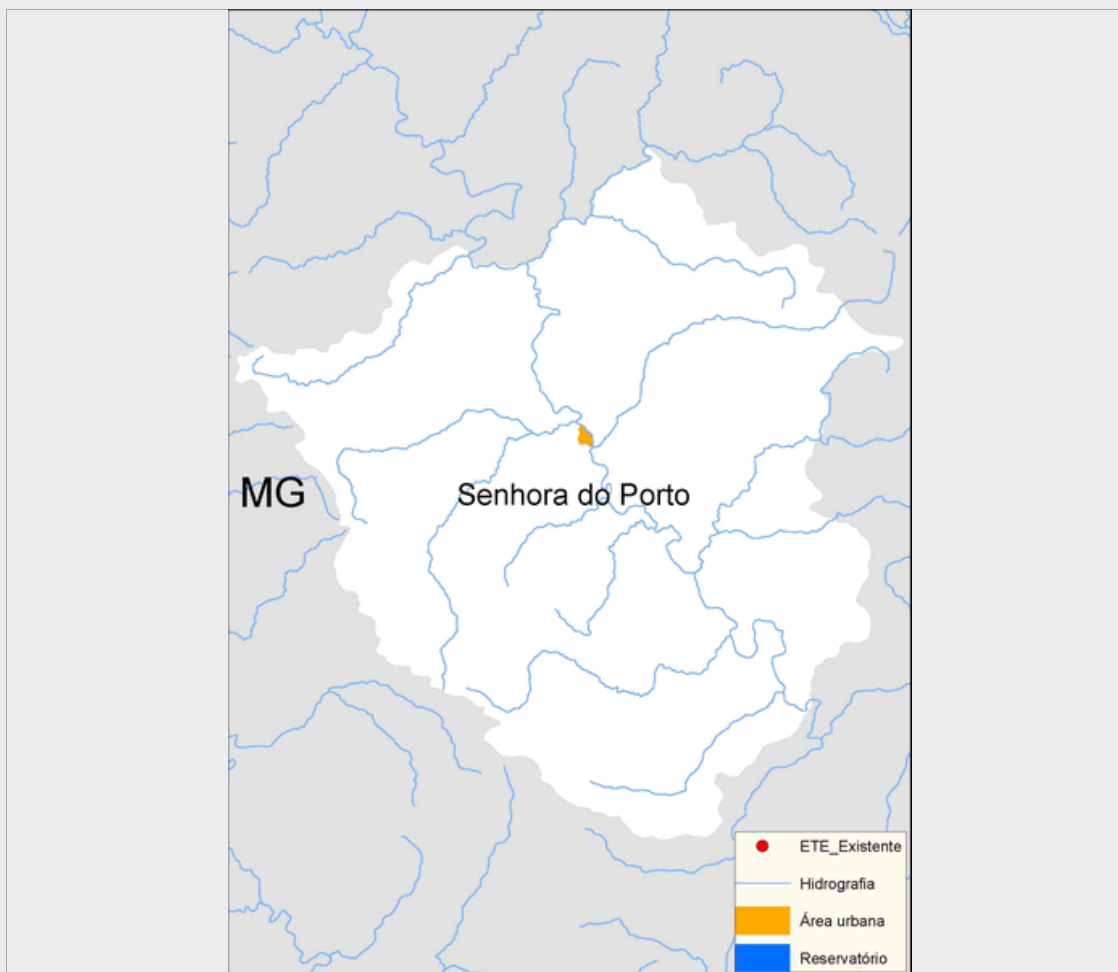 MG
Senhora do Porto
ETE_Existente
Hidrografia
Área urbana
Reservatório